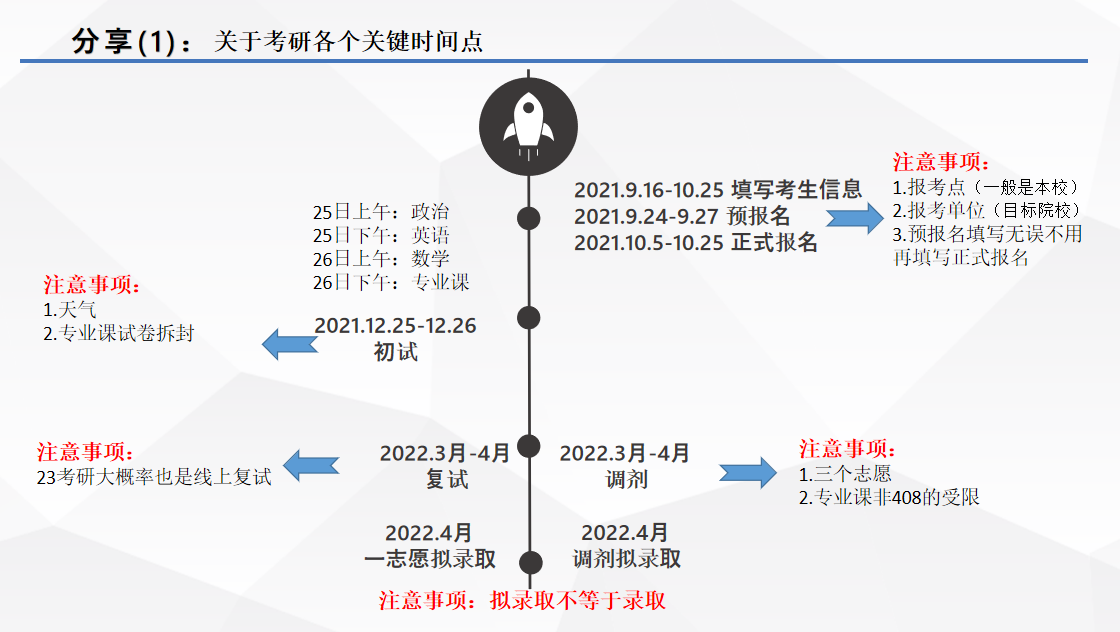 分享(1)：关于考研各个关键时间点
2021.9.16-10.25 填写考生信息
2021.9.24-9.27 预报名
2021.10.5-10.25 正式报名
注意事项:
1.报考点（一般是本校）
2.报考单位（目标院校）
3.预报名填写无误不用
再填写正式报名
25日上午：政治
25日下午：英语
26日上午：数学
26日下午：专业课
2021.12.25-12.26
初试
注意事项:
1.天气
2.专业课试卷拆封
2022.3月-4月
复试
注意事项:
23考研大概率也是线上复试
2022.3月-4月
调剂
注意事项:
1.三个志愿
2.专业课非408的受限
2022.4月
一志愿拟录取
2022.4月
调剂拟录取
注意事项：拟录取不等于录取